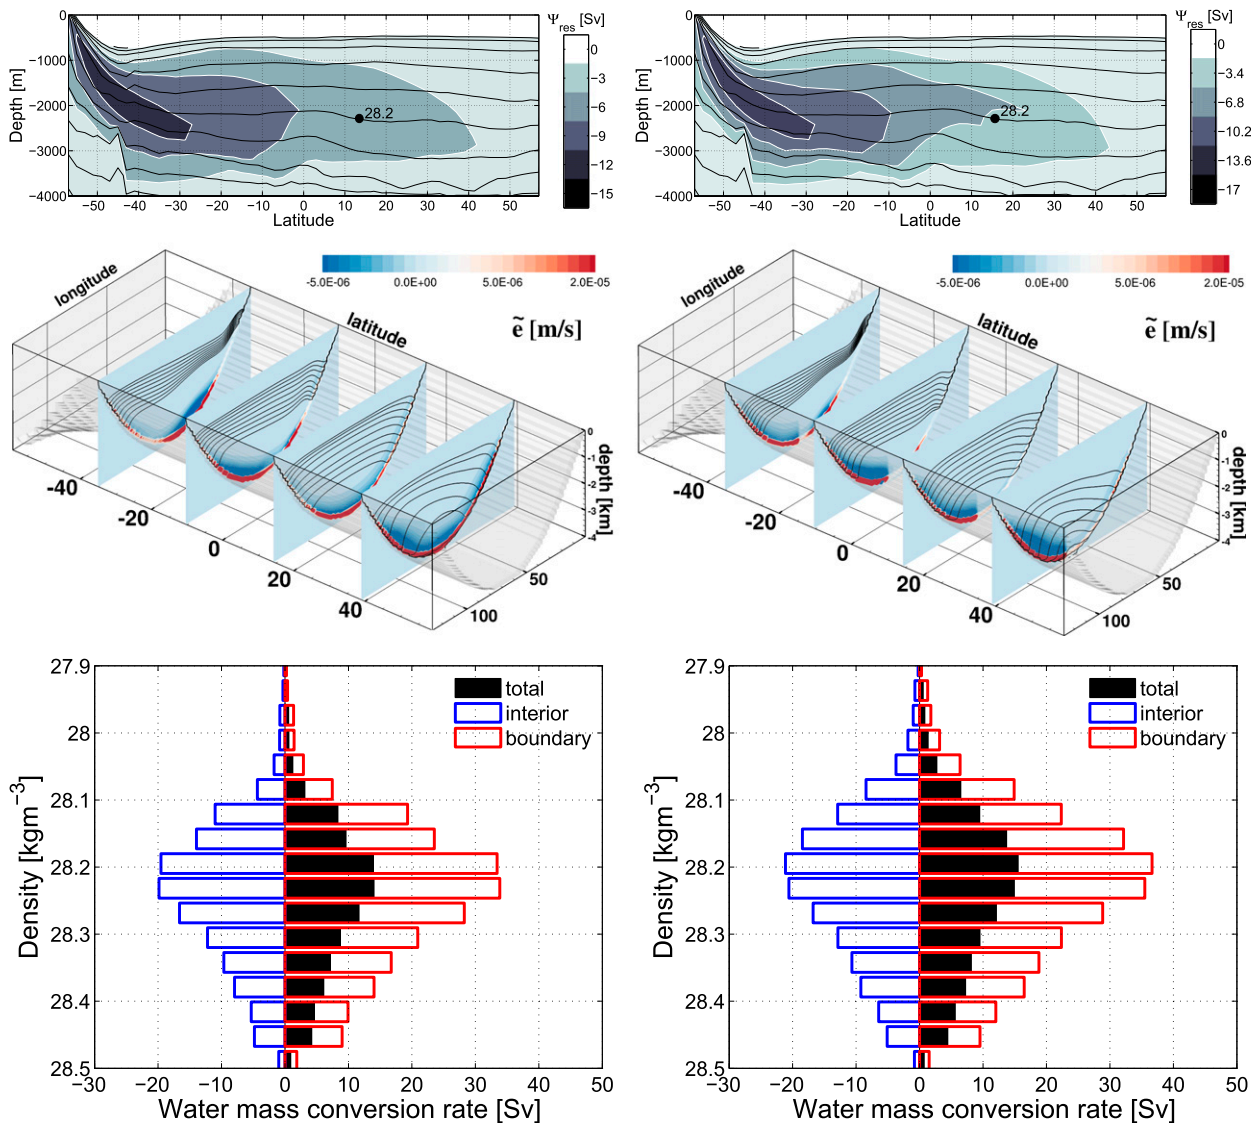 Ψres [Sv]
0
−1000
−2000
−3000
−4000
Depth [m]
28.2
−50 −40 −30 −20 −10 0 10 20 30 40 50
Latitude
0
−3
−6
−9
−12
−15
Ψres [Sv]
0
−1000
−2000
−3000
−4000
Depth [m]
28.2
−50 −40 −30 −20 −10 0 10 20 30 40 50
Latitude
0
−3.4
−6.8
−10.2
−13.6
−17
longitude
latitude
-5.0E-06 0.0E+00 5.0E-06 2.0E-05
ẽ [m/s]
0
-1
-2
-3
-4
depth [km]
-40
-20
0
20
40
50
100
longitude
latitude
-5.0E-06 0.0E+00 5.0E-06 2.0E-05
ẽ [m/s]
0
-1
-2
-3
-4
depth [km]
-40
-20
0
20
40
50
100
27.9
28
28.1
28.2
28.3
28.4
28.5
Density [kgm−3]
total
interior
boundary
−30 −20 −10 0 10 20 30 40 50
Water mass conversion rate [Sv]
27.9
28
28.1
28.2
28.3
28.4
28.5
Density [kgm−3]
total
interior
boundary
−30 −20 −10 0 10 20 30 40 50
Water mass conversion rate [Sv]